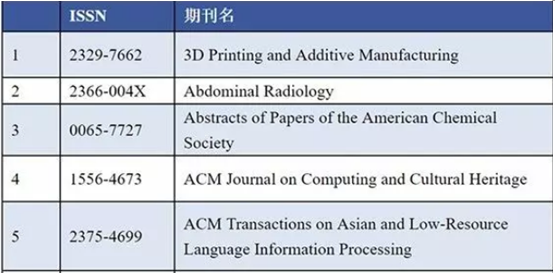 ISSN 期刊名
1 2329-7662 3D Printing and Additive Manufacturing
2 2366-004X Abdominal Radiology
3 0065-7727 Abstracts of Papers of the American Chemical
Society
4 1556-4673 ACM Journal on Computing and Cultural Heritage
5 2375-4699 ACM Transactions on Asian and Low-Resource
Language Information Processing